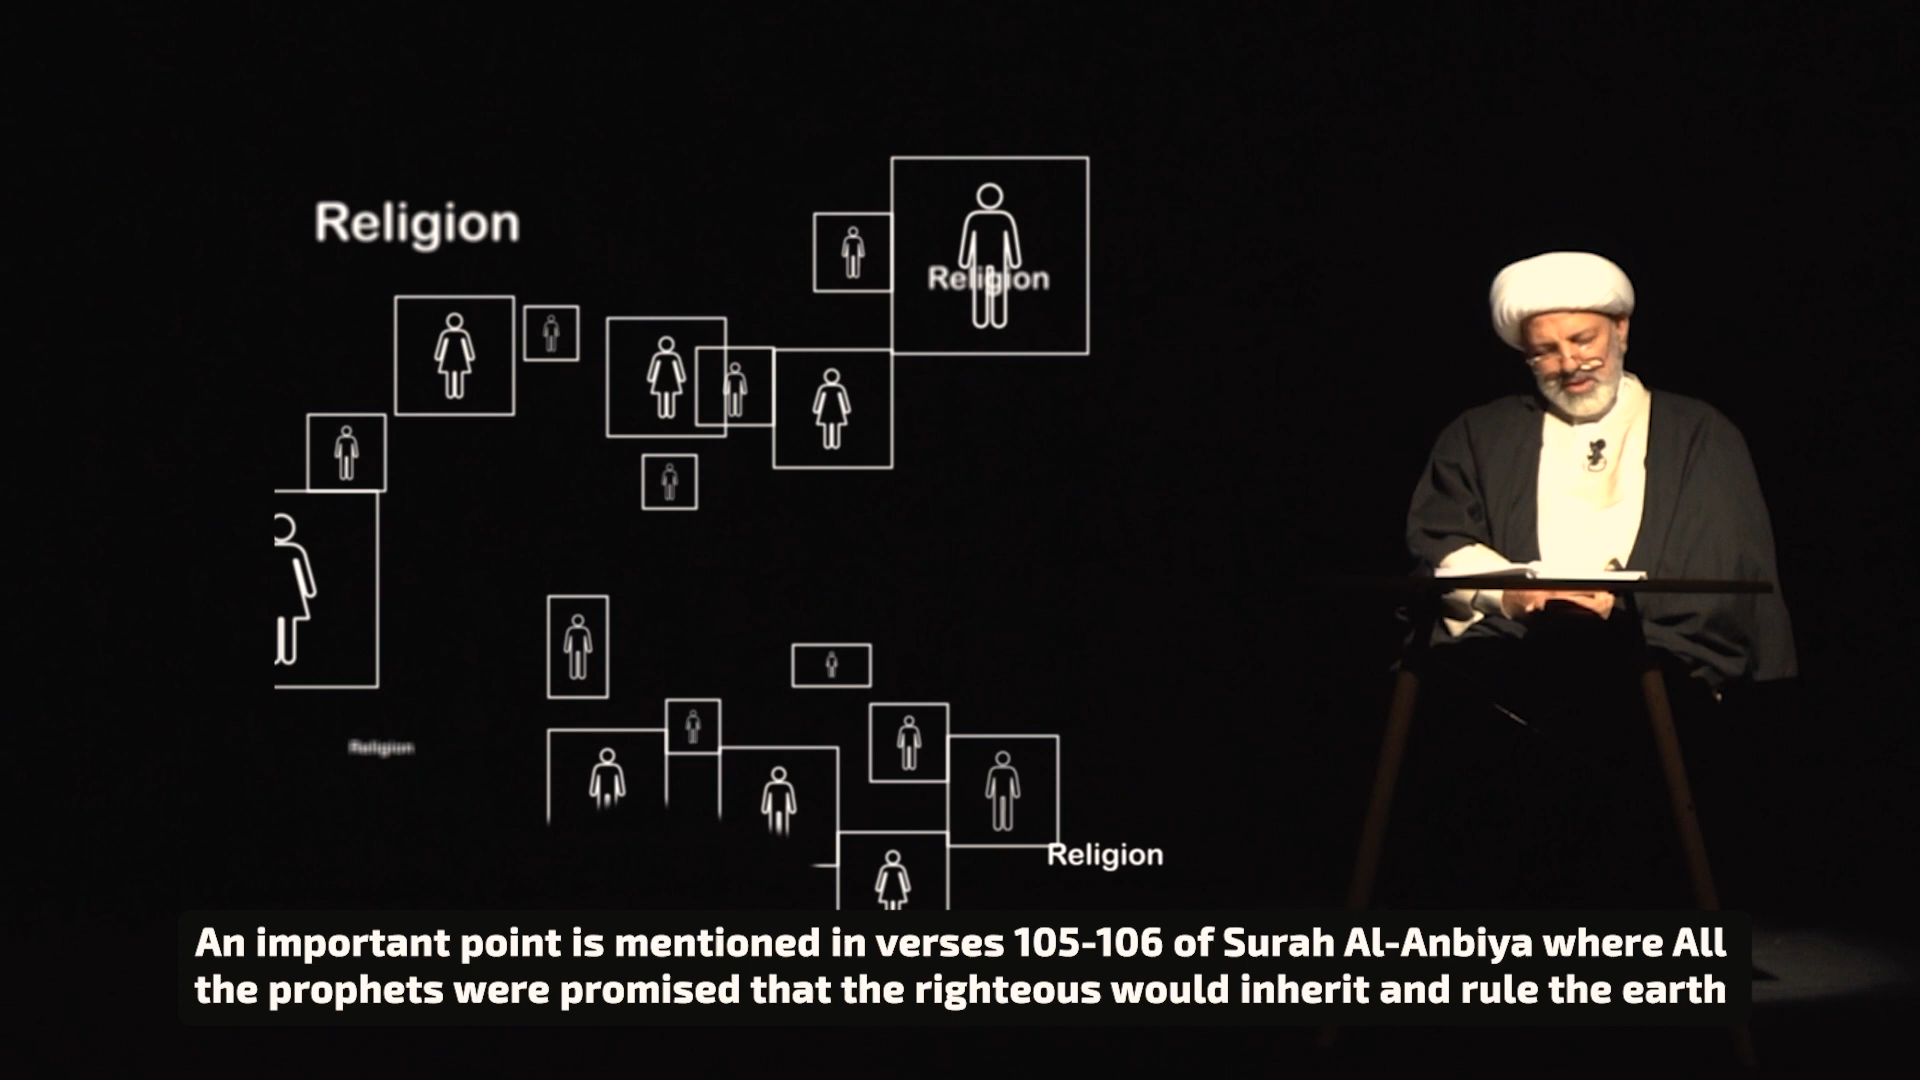 Religion
Religion
Religion
Religion
An important point is mentioned in verses 105-106 of Surah Al-Anbiya where All
the prophets were promised that the righteous would inherit and rule the earth